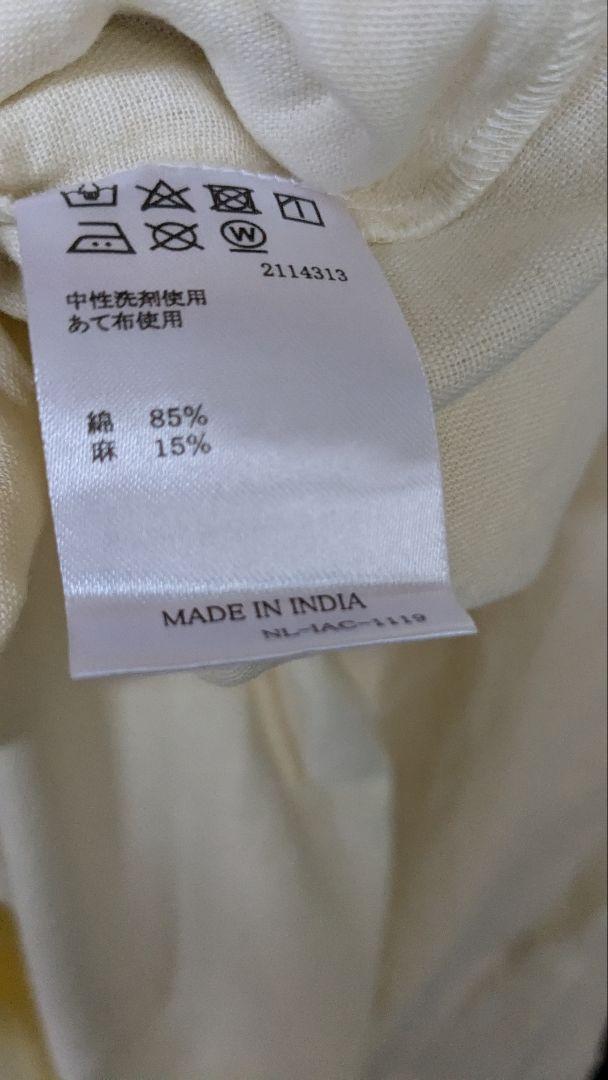 W
2114313
中性洗剤使用
あて布使用
綿 85%
麻 15%
MADE IN INDIA
NL-IAC-1119